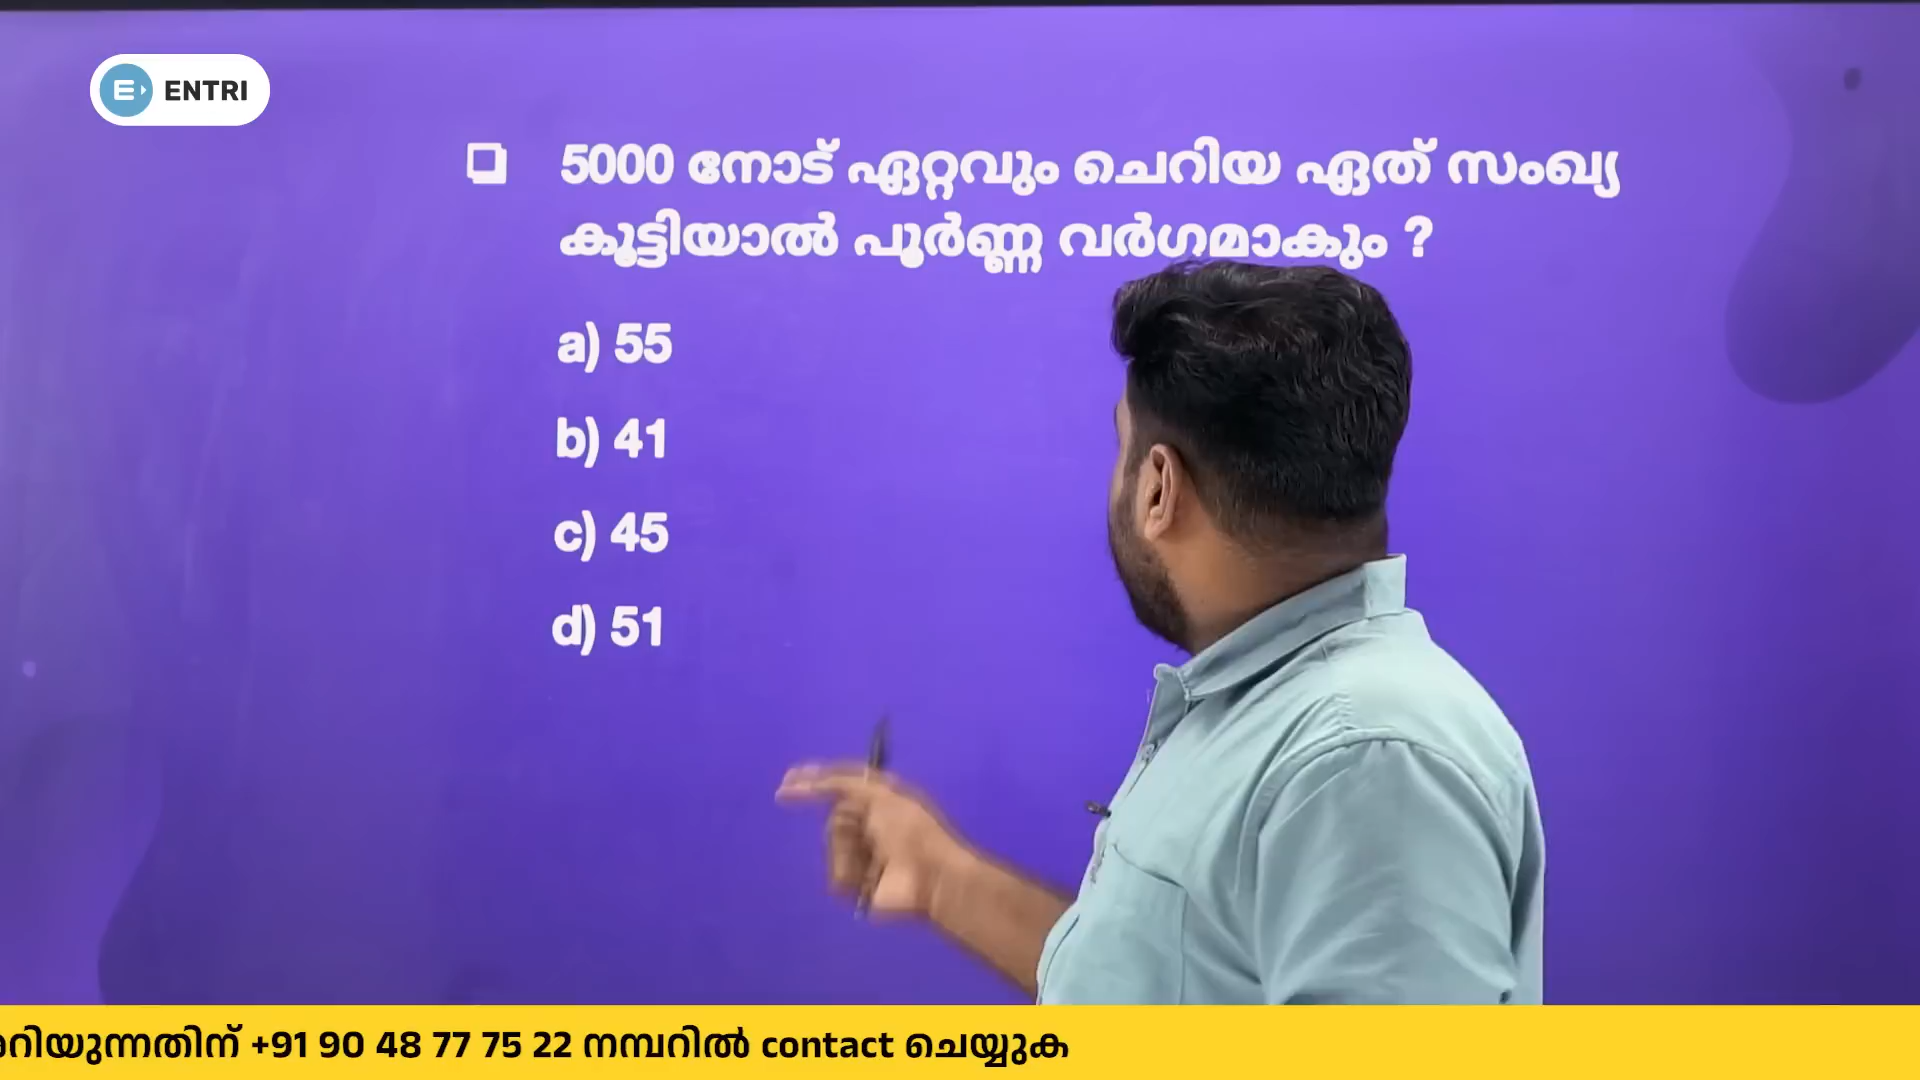 ENTRI
5000 നോട് ഏറ്റവും ചെറിയ ഏത് സംഖ്യ
കൂട്ടിയാൽ പൂർണ്ണ വർഗമാകും ?
a) 55
b) 41
c) 45
d) 51
റിയുന്നതിന് +91 90 48 77 75 22 നമ്പറിൽ contact ചെയ്യുക